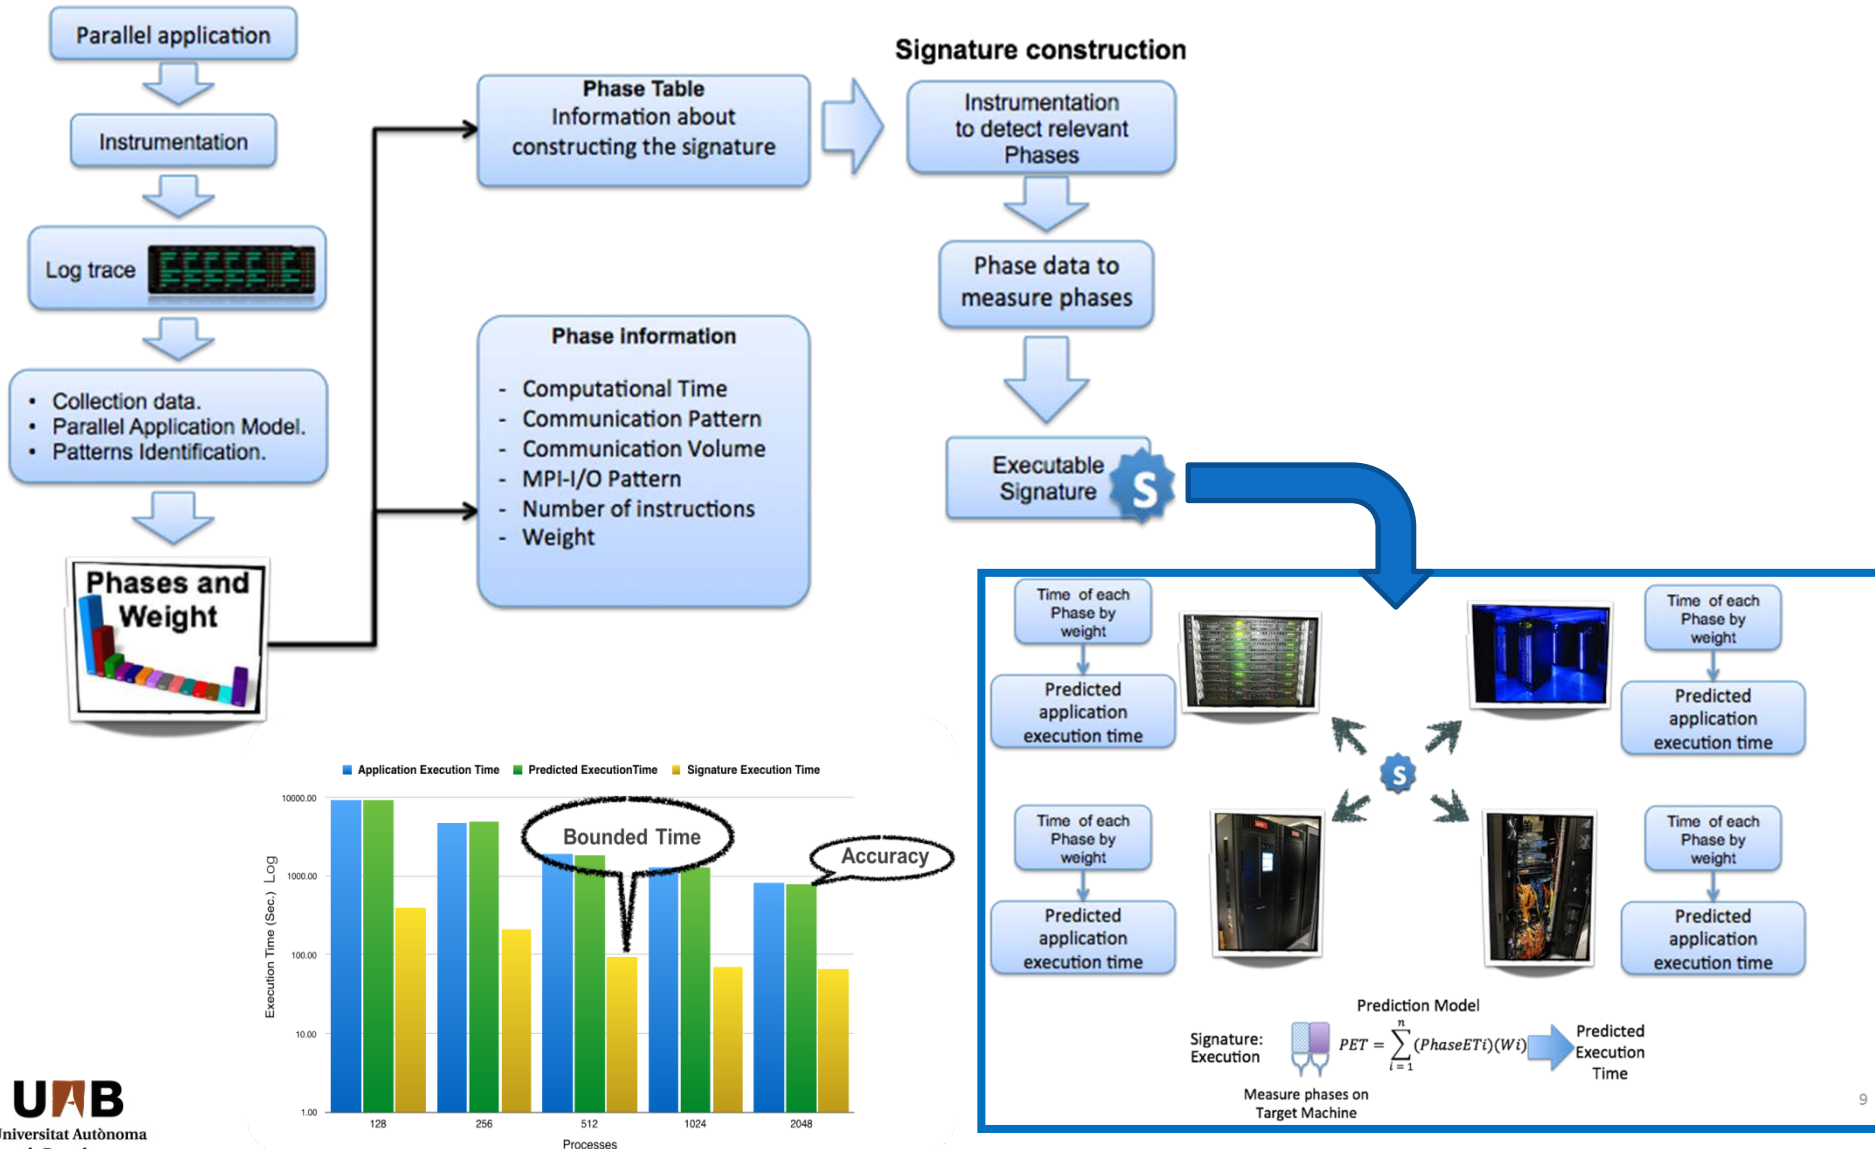 Parallel application
Instrumentation
Log trace
• Collection data.
• Parallel Application Model.
• Patterns Identification.
Phases and
Weight
Phase Table
Information about
constructing the signature
Phase information
- Computational Time
- Communication Pattern
- Communication Volume
- MPI-I/O Pattern
- Number of instructions
- Weight
Signature construction
Instrumentation
to detect relevant
Phases
Phase data to
measure phases
Executable
Signature
S
Time of each
Phase by
weight
Predicted
application
execution time
Time of each
Phase by
weight
Predicted
application
execution time
S
Time of each
Phase by
weight
Predicted
application
execution time
Time of each
Phase by
weight
Predicted
application
execution time
Prediction Model
Signature:
Execution
PET = \sum_{i=1}^{n} (PhaseETi)(Wi)
Predicted
Execution
Time
Measure phases on
Target Machine
Application Execution Time
Predicted ExecutionTime
Signature Execution Time
Execution Time (Sec.) Log
10000.00
1000.00
100.00
10.00
1.00
Bounded Time
Accuracy
128
256
512
1024
2048
Processes
UAB
Universitat Autònoma
9